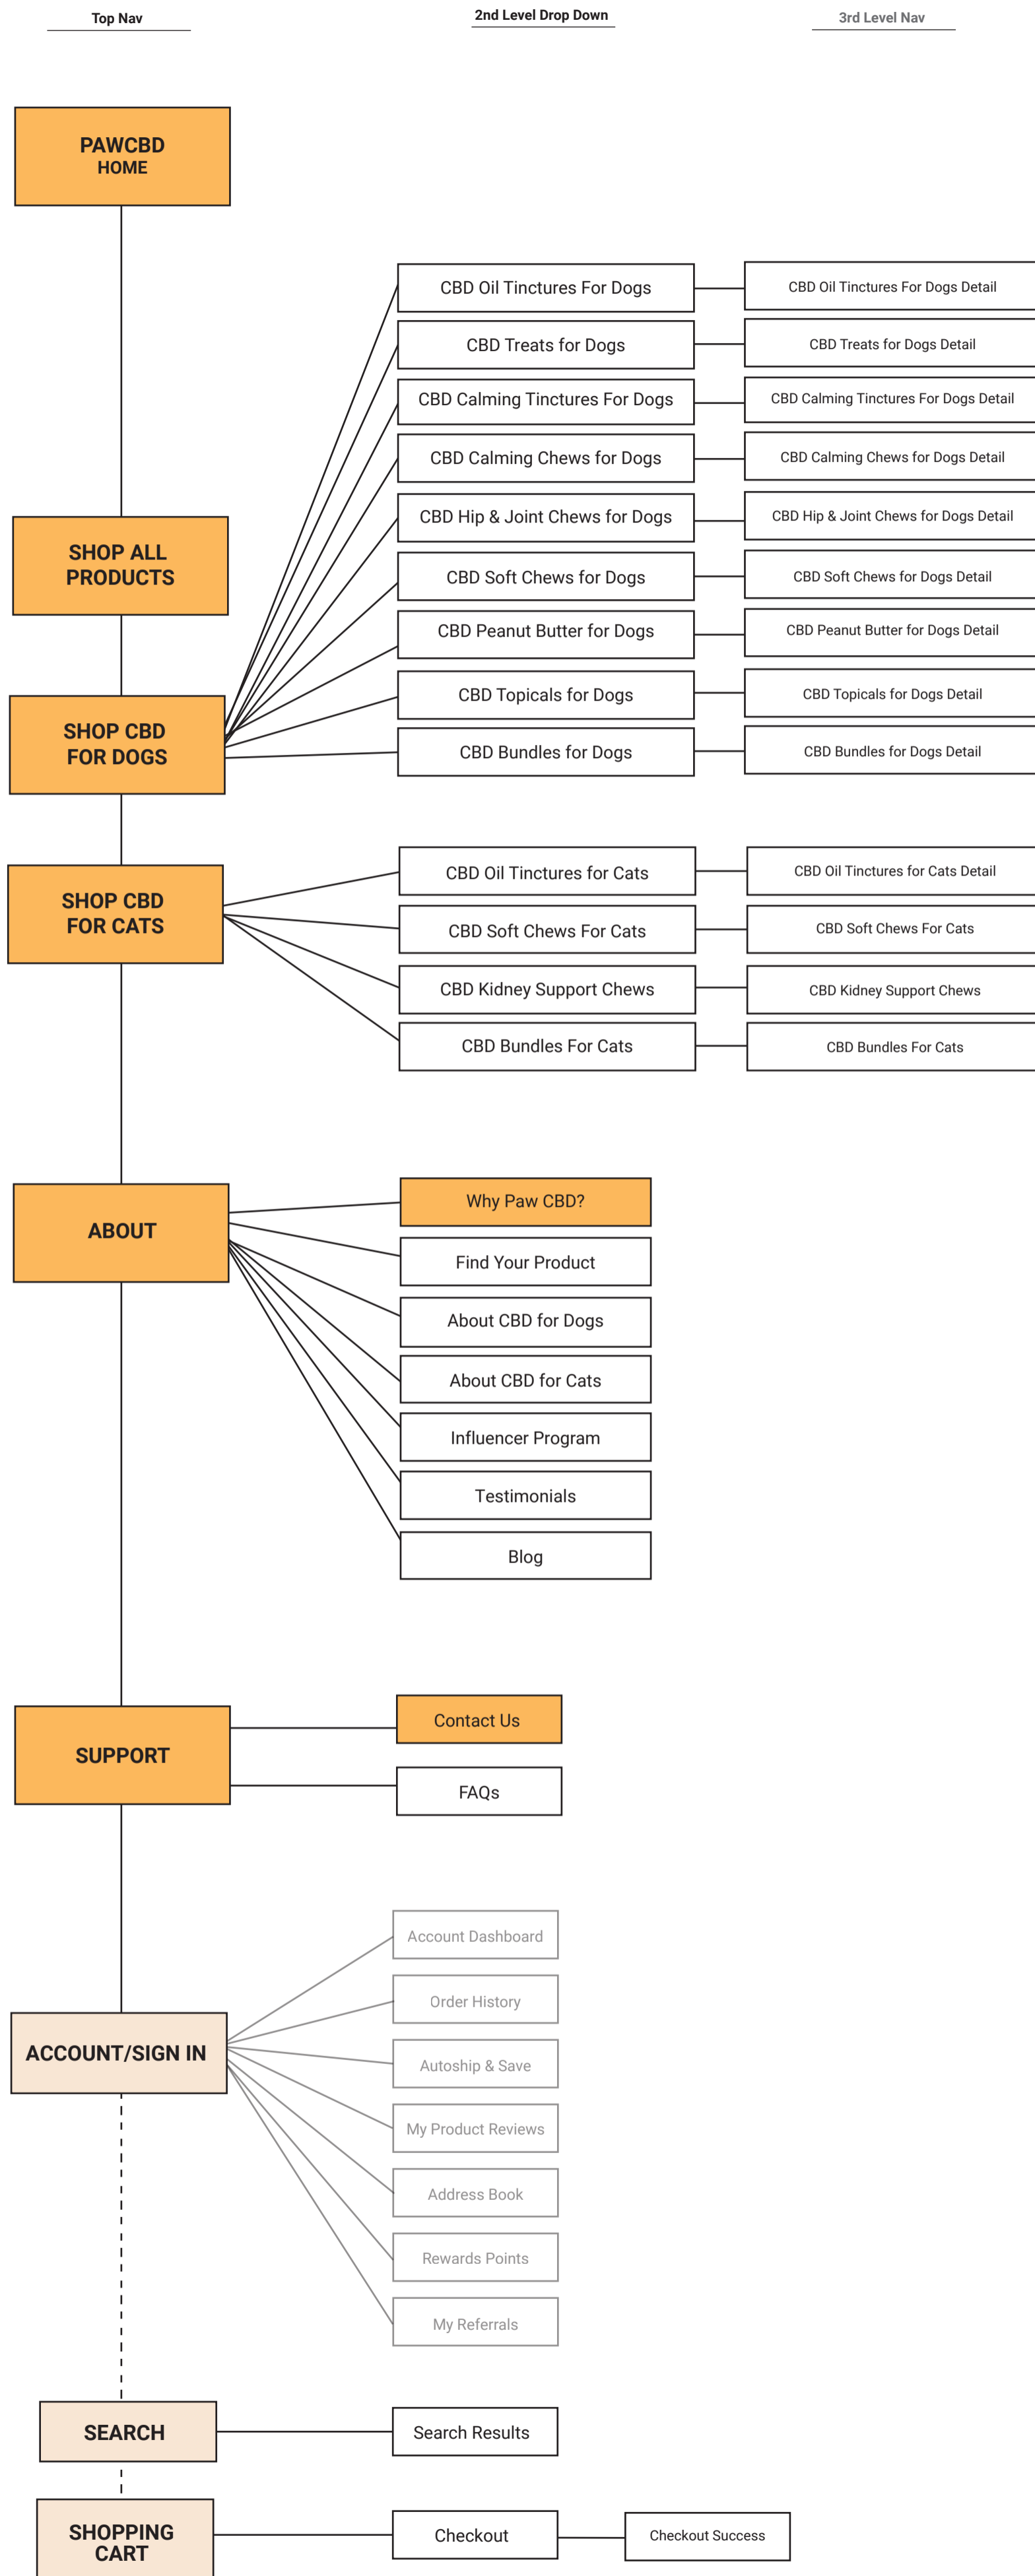 Top Nav
2nd Level Drop Down
3rd Level Nav
PAWCBD
HOME
CBD Oil Tinctures For Dogs
CBD Oil Tinctures For Dogs Detail
CBD Treats for Dogs
CBD Treats for Dogs Detail
CBD Calming Tinctures For Dogs
CBD Calming Tinctures For Dogs Detail
CBD Calming Chews for Dogs
CBD Calming Chews for Dogs Detail
CBD Hip & Joint Chews for Dogs
CBD Hip & Joint Chews for Dogs Detail
SHOP ALL
PRODUCTS
CBD Soft Chews for Dogs
CBD Soft Chews for Dogs Detail
CBD Peanut Butter for Dogs
CBD Peanut Butter for Dogs Detail
CBD Topicals for Dogs
CBD Topicals for Dogs Detail
SHOP CBD
FOR DOGS
CBD Bundles for Dogs
CBD Bundles for Dogs Detail
CBD Oil Tinctures for Cats
CBD Oil Tinctures for Cats Detail
SHOP CBD
FOR CATS
CBD Soft Chews For Cats
CBD Soft Chews For Cats
CBD Kidney Support Chews
CBD Kidney Support Chews
CBD Bundles For Cats
CBD Bundles For Cats
ABOUT
Why Paw CBD?
Find Your Product
About CBD for Dogs
About CBD for Cats
Influencer Program
Testimonials
Blog
SUPPORT
Contact Us
FAQs
ACCOUNT/SIGN IN
Account Dashboard
Order History
Autoship & Save
My Product Reviews
Address Book
Rewards Points
My Referrals
SEARCH
Search Results
SHOPPING
CART
Checkout
Checkout Success